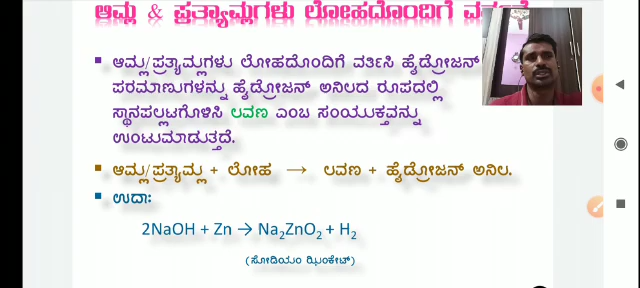 ಆಮ್ಲ & ಪ್ರತ್ಯಾಮ್ಲಗಳು ಲೋಹದೊಂದಿಗೆ
ಆಮ್ಲ/ಪ್ರತ್ಯಾಮ್ಲಗಳು ಲೋಹದೊಂದಿಗೆ ವರ್ತಿಸಿ ಹೈಡ್ರೋಜನ್
ಪರಮಾಣುಗಳನ್ನು ಹೈಡ್ರೋಜನ್ ಅನಿಲದ ರೂಪದಲ್ಲಿ
ಸ್ಥಾನಪಲ್ಲಟಗೊಳಿಸಿ ಲವಣ ಎಂಬ ಸಂಯುಕ್ತವನ್ನು
ಉಂಟುಮಾಡುತ್ತದೆ.
ಆಮ್ಲ/ಪ್ರತ್ಯಾಮ್ಲ + ಲೋಹ → ಲವಣ + ಹೈಡ್ರೋಜನ್ ಅನಿಲ.
ಉದಾ:
2NaOH + Zn → Na₂ZnO₂ + H₂
(ಸೋಡಿಯಂ ಝಿಂಕೇಟ್)